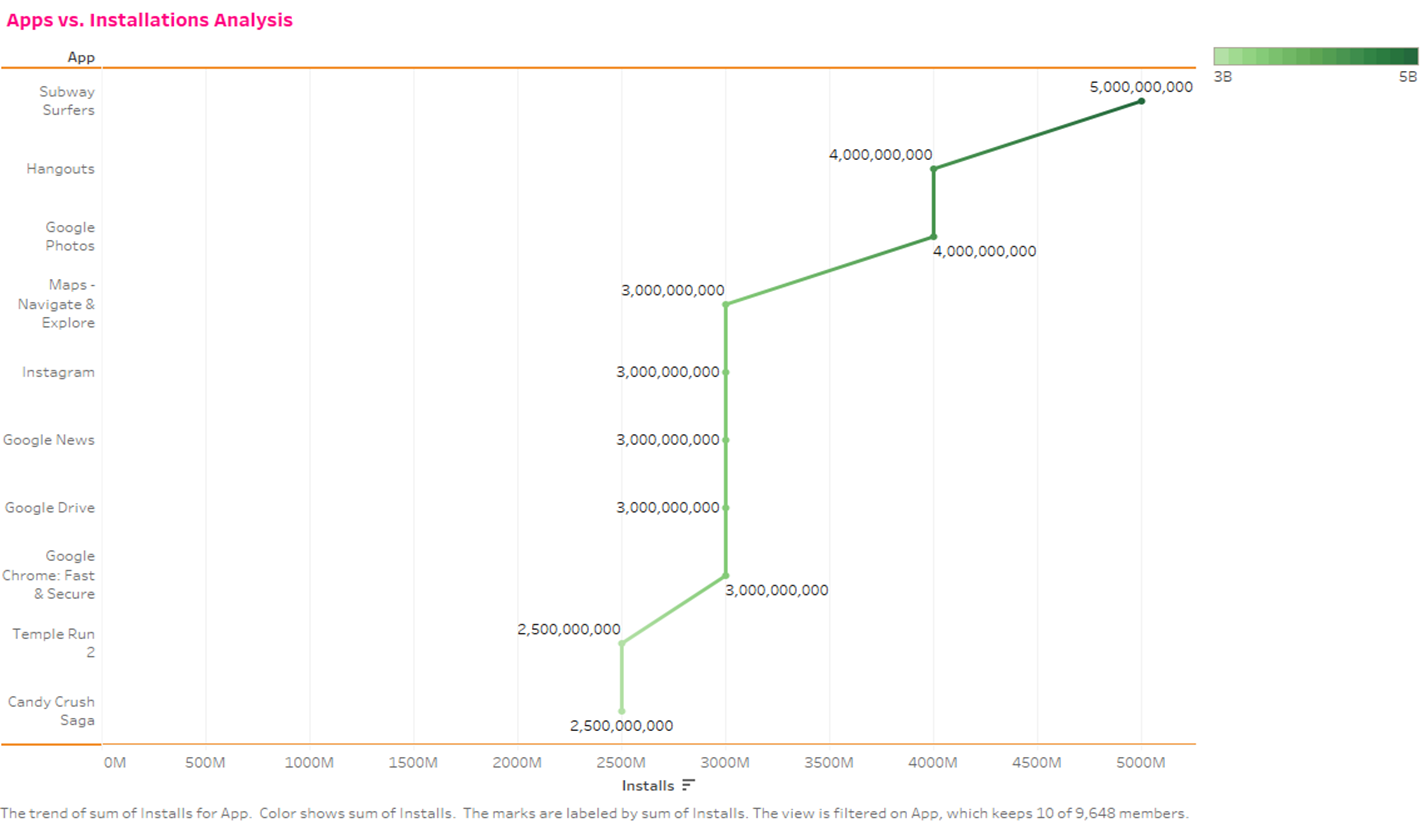 Apps vs. Installations Analysis
App
3B
5B
Subway
Surfers
5,000,000,000
Hangouts
4,000,000,000
Google
Photos
4,000,000,000
Maps -
Navigate &
Explore
3,000,000,000
Instagram
3,000,000,000
Google News
3,000,000,000
Google Drive
3,000,000,000
Google
Chrome: Fast
& Secure
3,000,000,000
Temple Run
2
2,500,000,000
Candy Crush
Saga
2,500,000,000
0M 500M 1000M 1500M 2000M 2500M 3000M 3500M 4000M 4500M 5000M
Installs
The trend of sum of Installs for App. Color shows sum of Installs. The marks are labeled by sum of Installs. The view is filtered on App, which keeps 10 of 9,648 members.